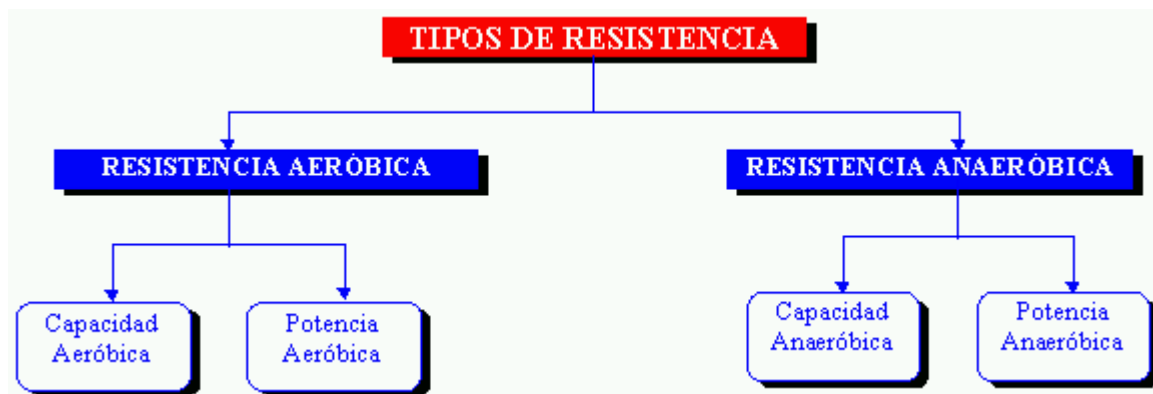 TIPOS DE RESISTENCIA
RESISTENCIA AERÓBICA
RESISTENCIA ANAERÓBICA
Capacidad
Aeróbica
Potencia
Aeróbica
Capacidad
Anaeróbica
Potencia
Anaeróbica